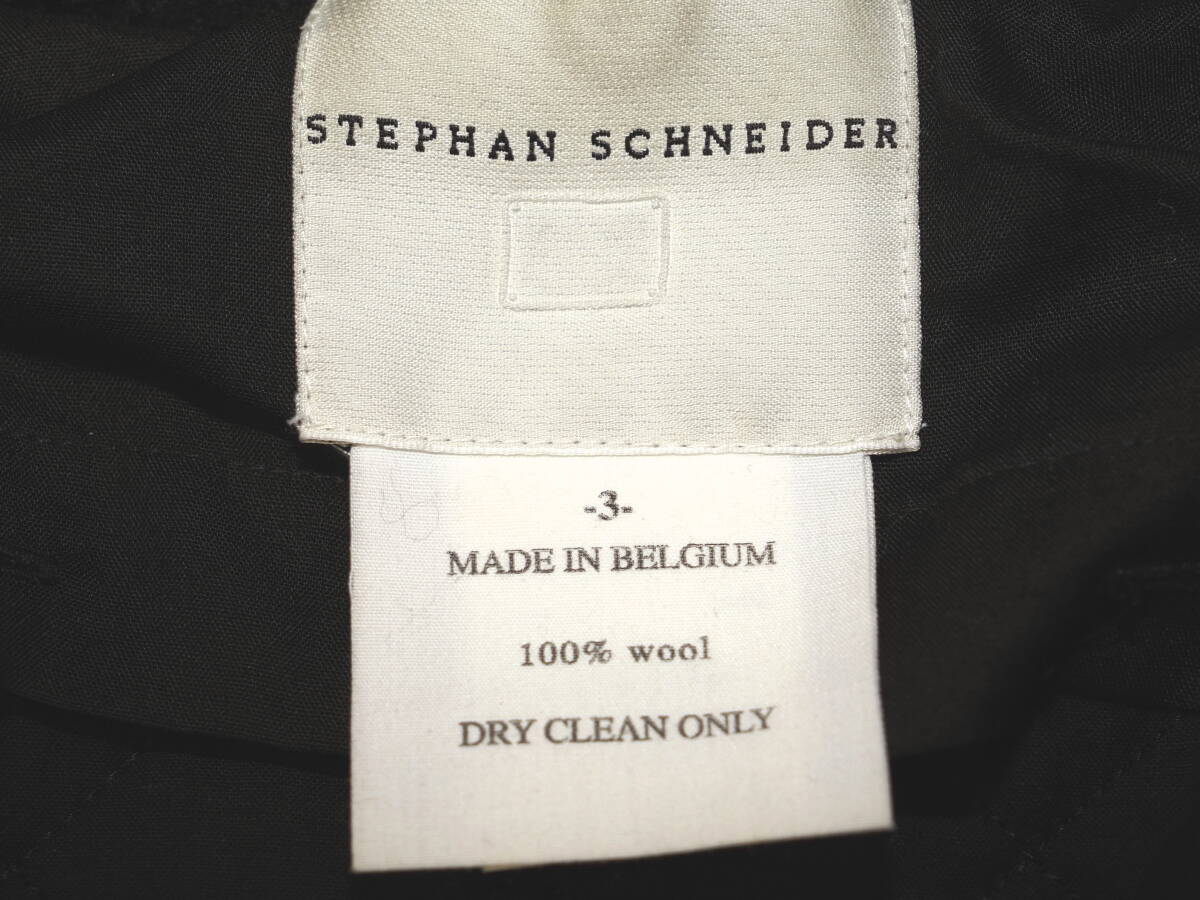 STEPHAN SCHNEIDER
-3-
MADE IN BELGIUM
100% wool
DRY CLEAN ONLY